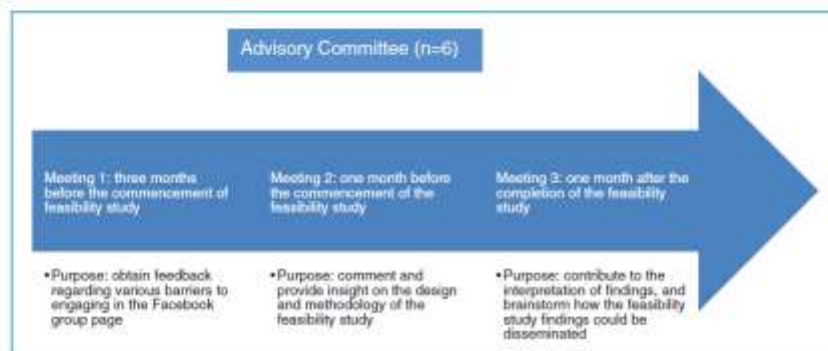 Advisory Committee (n=6)
Meeting 1: three months
before the commencement of
feasibility study
Meeting 2: one month before
the commencement of the
feasibility study
Meeting 3: one month after the
completion of the feasibility
study
•Purpose: obtain feedback
regarding various barriers to
engaging in the Facebook
group page
•Purpose: comment and
provide insight on the design
and methodology of the
feasibility study
•Purpose: contribute to the
interpretation of findings, and
brainstorm how the feasibility
study findings could be
disseminated